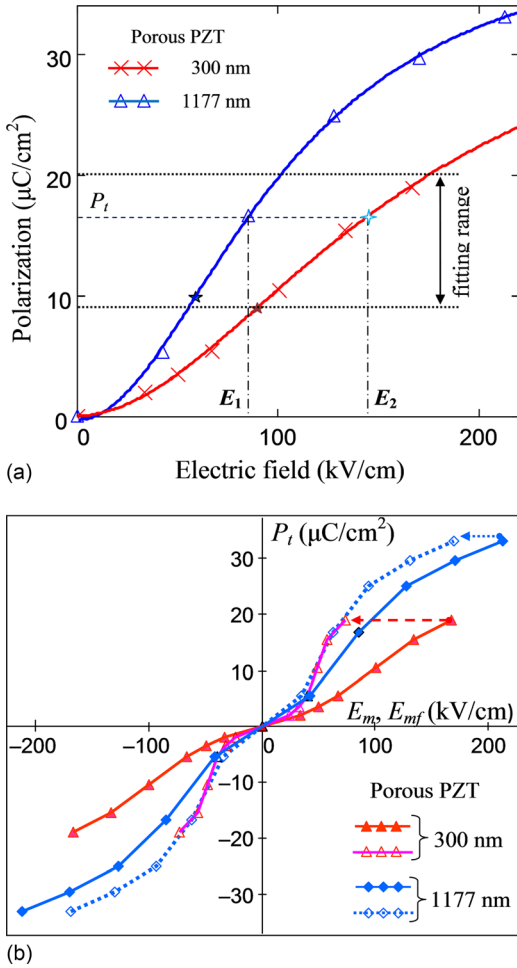 Porous PZT
300 nm
1177 nm
30
20
10
0
Polarization (μC/cm²)
Pₜ
fitting range
E₁
E₂
0
100
200
Electric field (kV/cm)
(a)
Pₜ (μC/cm²)
30
20
10
Eₘ, Eₘf (kV/cm)
−200
−100
0
100
200
−10
−20
−30
Porous PZT
300 nm
1177 nm
(b)